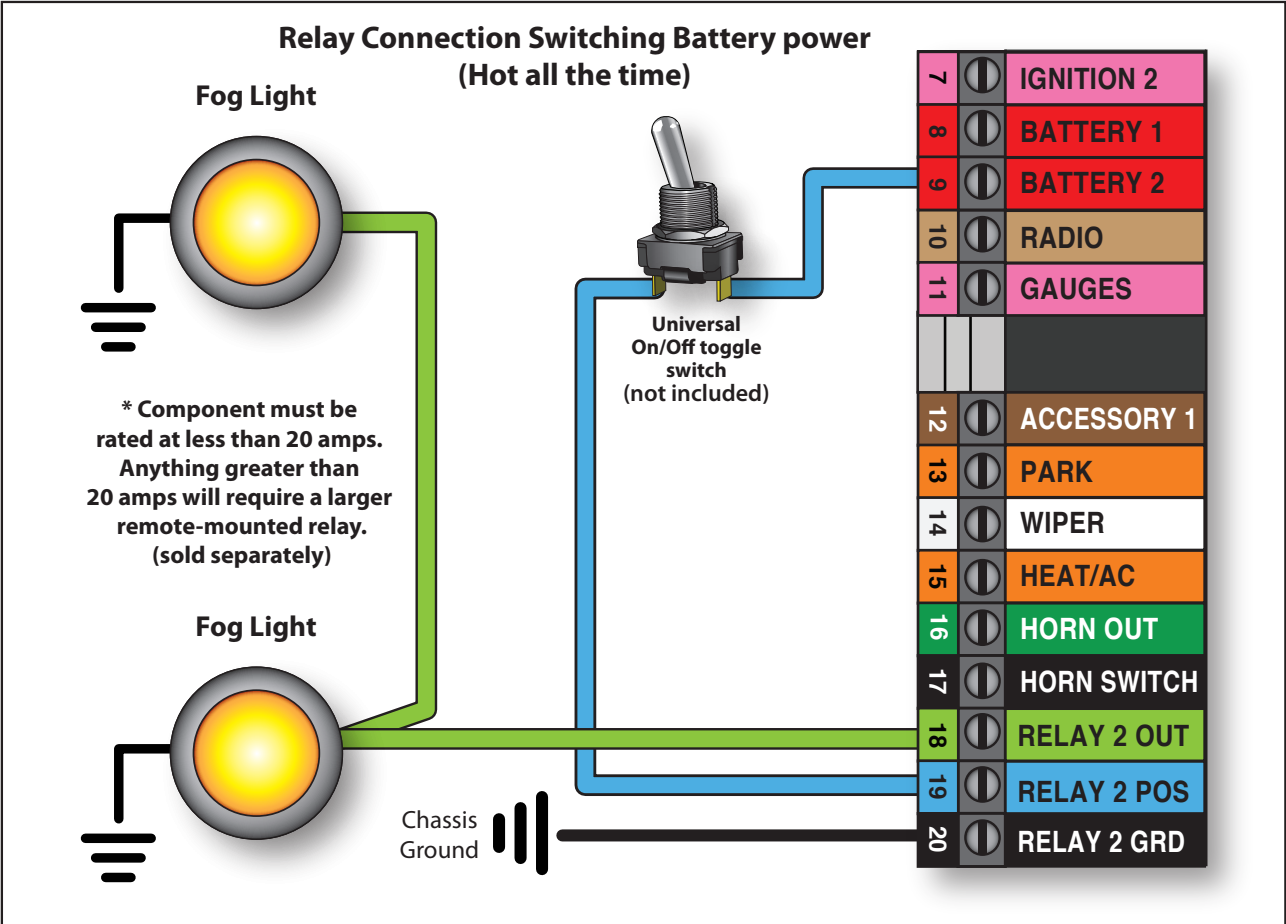 Relay Connection Switching Battery power
(Hot all the time)
Fog Light
Universal
On/Off toggle
switch
(not included)
* Component must be
rated at less than 20 amps.
Anything greater than
20 amps will require a larger
remote-mounted relay.
(sold separately)
Fog Light
Chassis
Ground
7 IGNITION 2
8 BATTERY 1
9 BATTERY 2
10 RADIO
11 GAUGES
12 ACCESSORY 1
13 PARK
14 WIPER
15 HEAT/AC
16 HORN OUT
17 HORN SWITCH
18 RELAY 2 OUT
19 RELAY 2 POS
20 RELAY 2 GRD